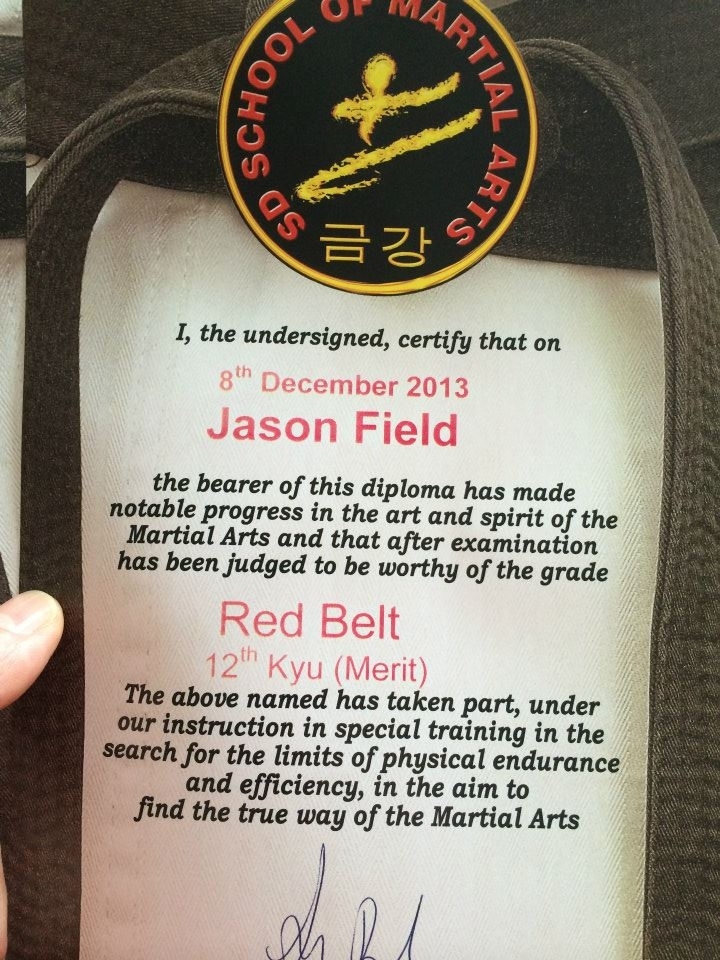 SD SCHOOL OF MARTIAL ARTS
금강
I, the undersigned, certify that on
8th December 2013
Jason Field
the bearer of this diploma has made
notable progress in the art and spirit of the
Martial Arts and that after examination
has been judged to be worthy of the grade
Red Belt
12th Kyu (Merit)
The above named has taken part, under
our instruction in special training in the
search for the limits of physical endurance
and efficiency, in the aim to
find the true way of the Martial Arts